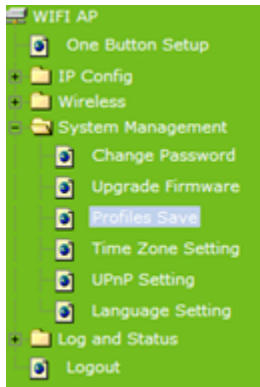 WIFI AP
One Button Setup
IP Config
Wireless
System Management
Change Password
Upgrade Firmware
Profiles Save
Time Zone Setting
UPnP Setting
Language Setting
Log and Status
Logout